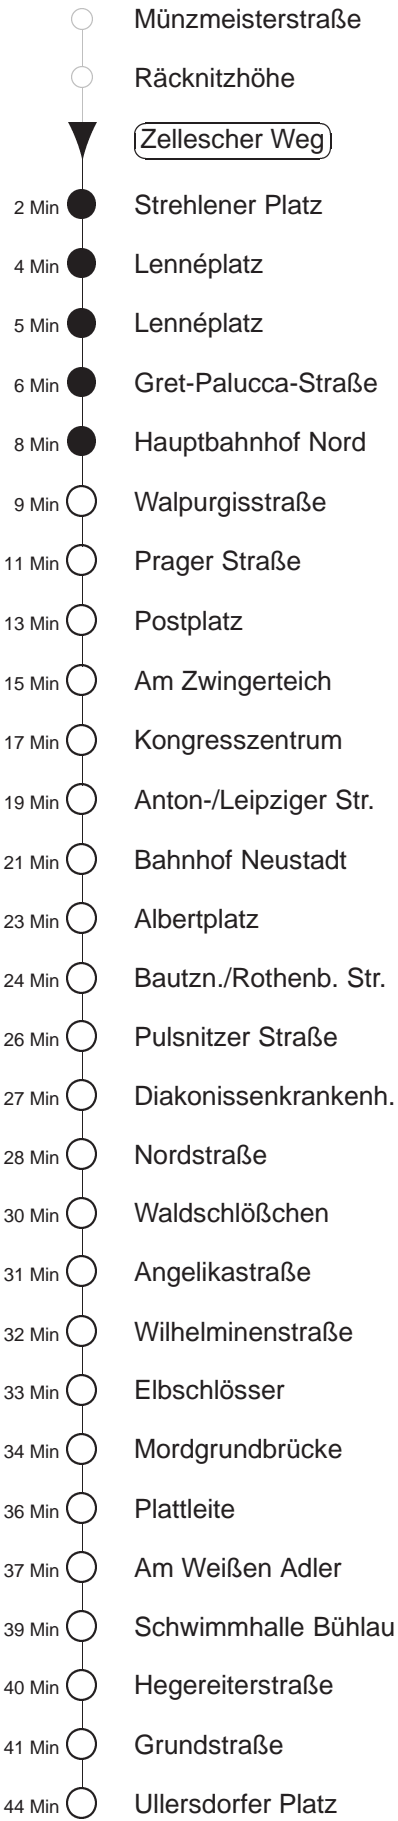 Münzmeisterstraße
Räcknitzhöhe
Zellescher Weg
2 Min Strehlener Platz
4 Min Lennéplatz
5 Min Lennéplatz
6 Min Gret-Palucca-Straße
8 Min Hauptbahnhof Nord
9 Min Walpurgisstraße
11 Min Prager Straße
13 Min Postplatz
15 Min Am Zwingerteich
17 Min Kongresszentrum
19 Min Anton-/Leipziger Str.
21 Min Bahnhof Neustadt
23 Min Albertplatz
24 Min Bautzn./Rothenb. Str.
26 Min Pulsnitzer Straße
27 Min Diakonissenkrankenh.
28 Min Nordstraße
30 Min Waldschlößchen
31 Min Angelikastraße
32 Min Wilhelminenstraße
33 Min Elbschlösser
34 Min Mordgrundbrücke
36 Min Plattleite
37 Min Am Weißen Adler
39 Min Schwimmhalle Bühlau
40 Min Hegereiterstraße
41 Min Grundstraße
44 Min Ullersdorfer Platz